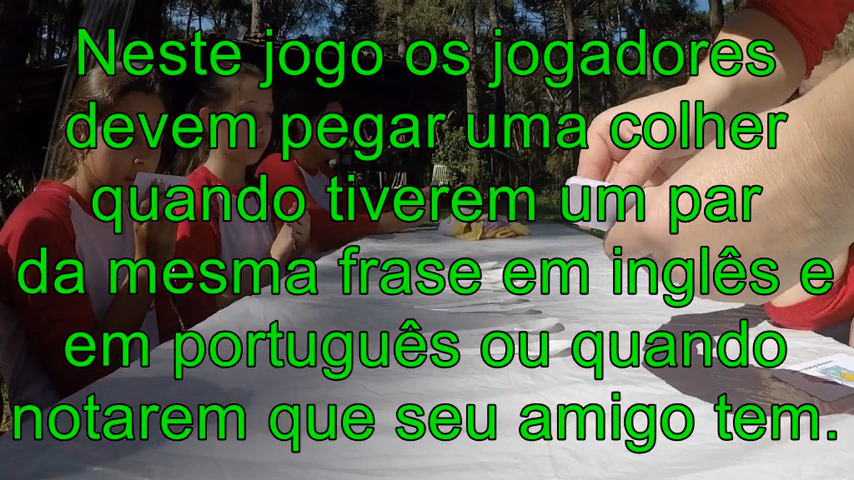 Neste jogo os jogadores
devem pegar uma colher
quando tiverem um par
da mesma frase em inglês e
em português ou quando
notarem que seu amigo tem.